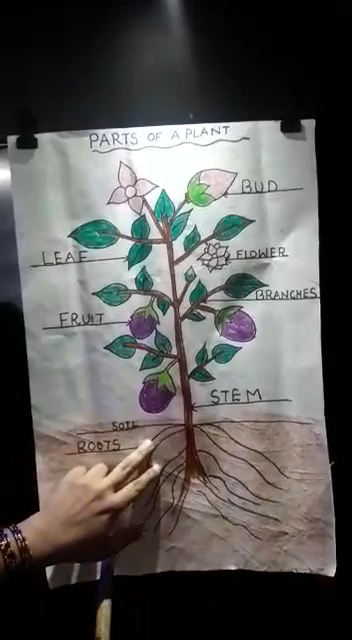 PARTS OF A PLANT
BUD
LEAF
FLOWER
BRANCHES
FRUIT
STEM
SOIL
ROOTS